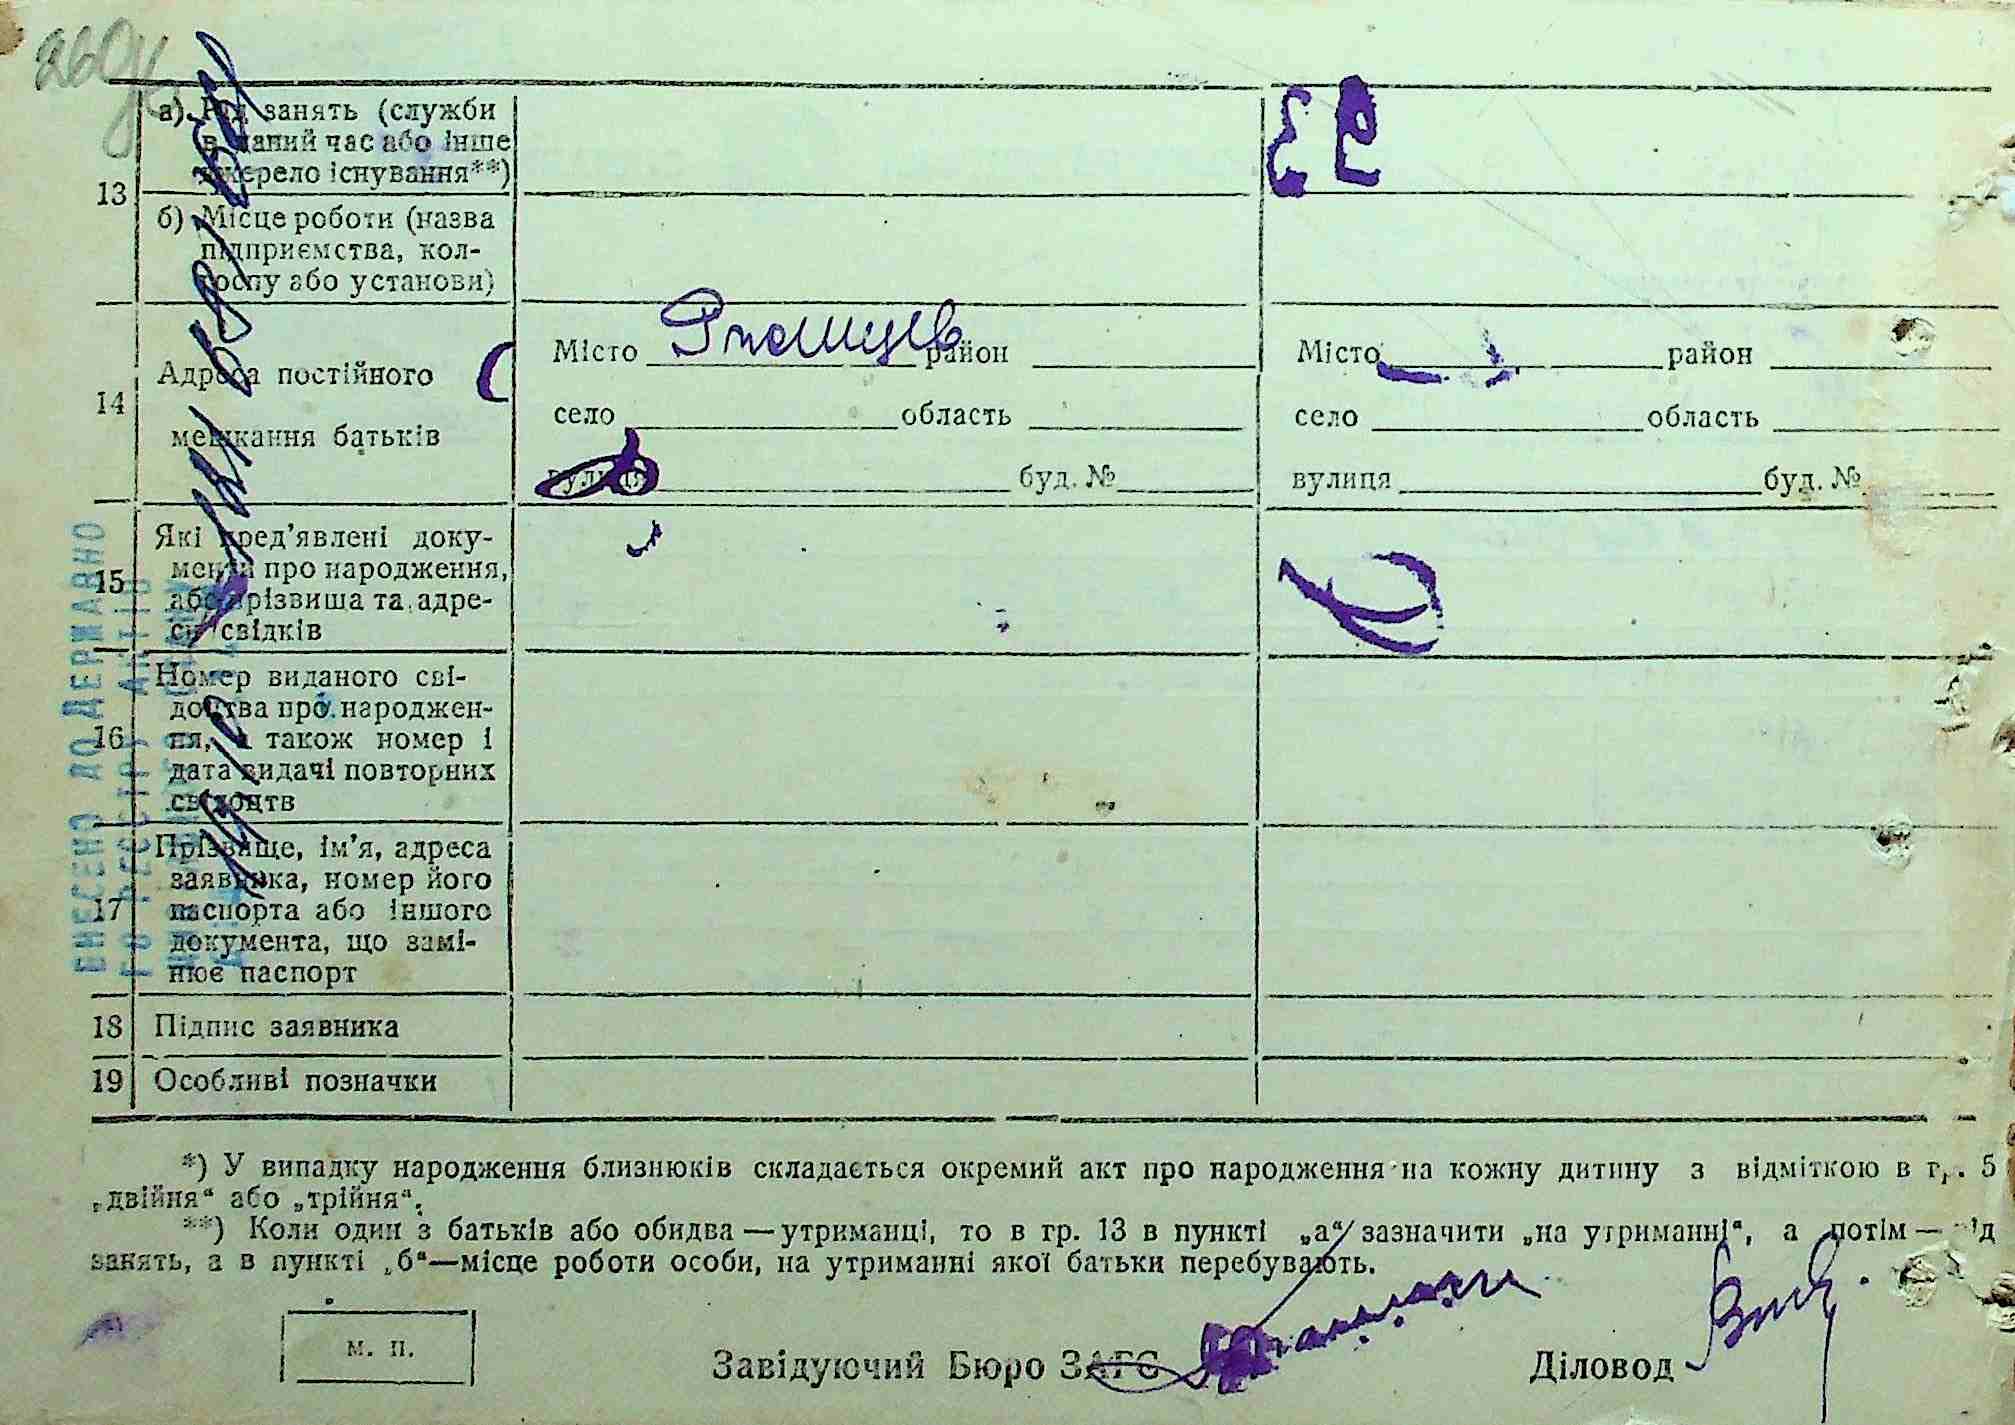 а) Рід занять (служби
в даний час або інше
джерело існування**)
13
б) Місце роботи (назва
підприємства, кол-
госпу або установи)
14
Адреса постійного
мешкання батьків
Місто район
село область
вулиця буд. №
Місто район
село область
вулиця буд. №
15
Які пред’явлені доку-
менти про народження,
або прізвища та адре-
си свідків
16
Номер виданого сві-
доцтва про народжен-
ня, а також номер і
дата видачі повторних
свідоцтв
17
Прізвище, ім’я, адреса
заявника, номер його
паспорта або іншого
документа, що замі-
нює паспорт
18 Підпис заявника
19 Особливі позначки
ВНЕСЕНО ДО ДЕРЖАВНО
ГО РЕЄСТРУ АКТІВ
*) У випадку народження близнюків складається окремий акт про народження на кожну дитину з відміткою в гр. 5
„двійня“ або „трійня“.
**) Коли один з батьків або обидва — утриманці, то в гр. 13 в пункті „а“ зазначити „на утриманні“, а потім — рід
занять, а в пункті „б“—місце роботи особи, на утриманні якої батьки перебувають.
м. п.
Завідуючий Бюро ЗАГС
Діловод